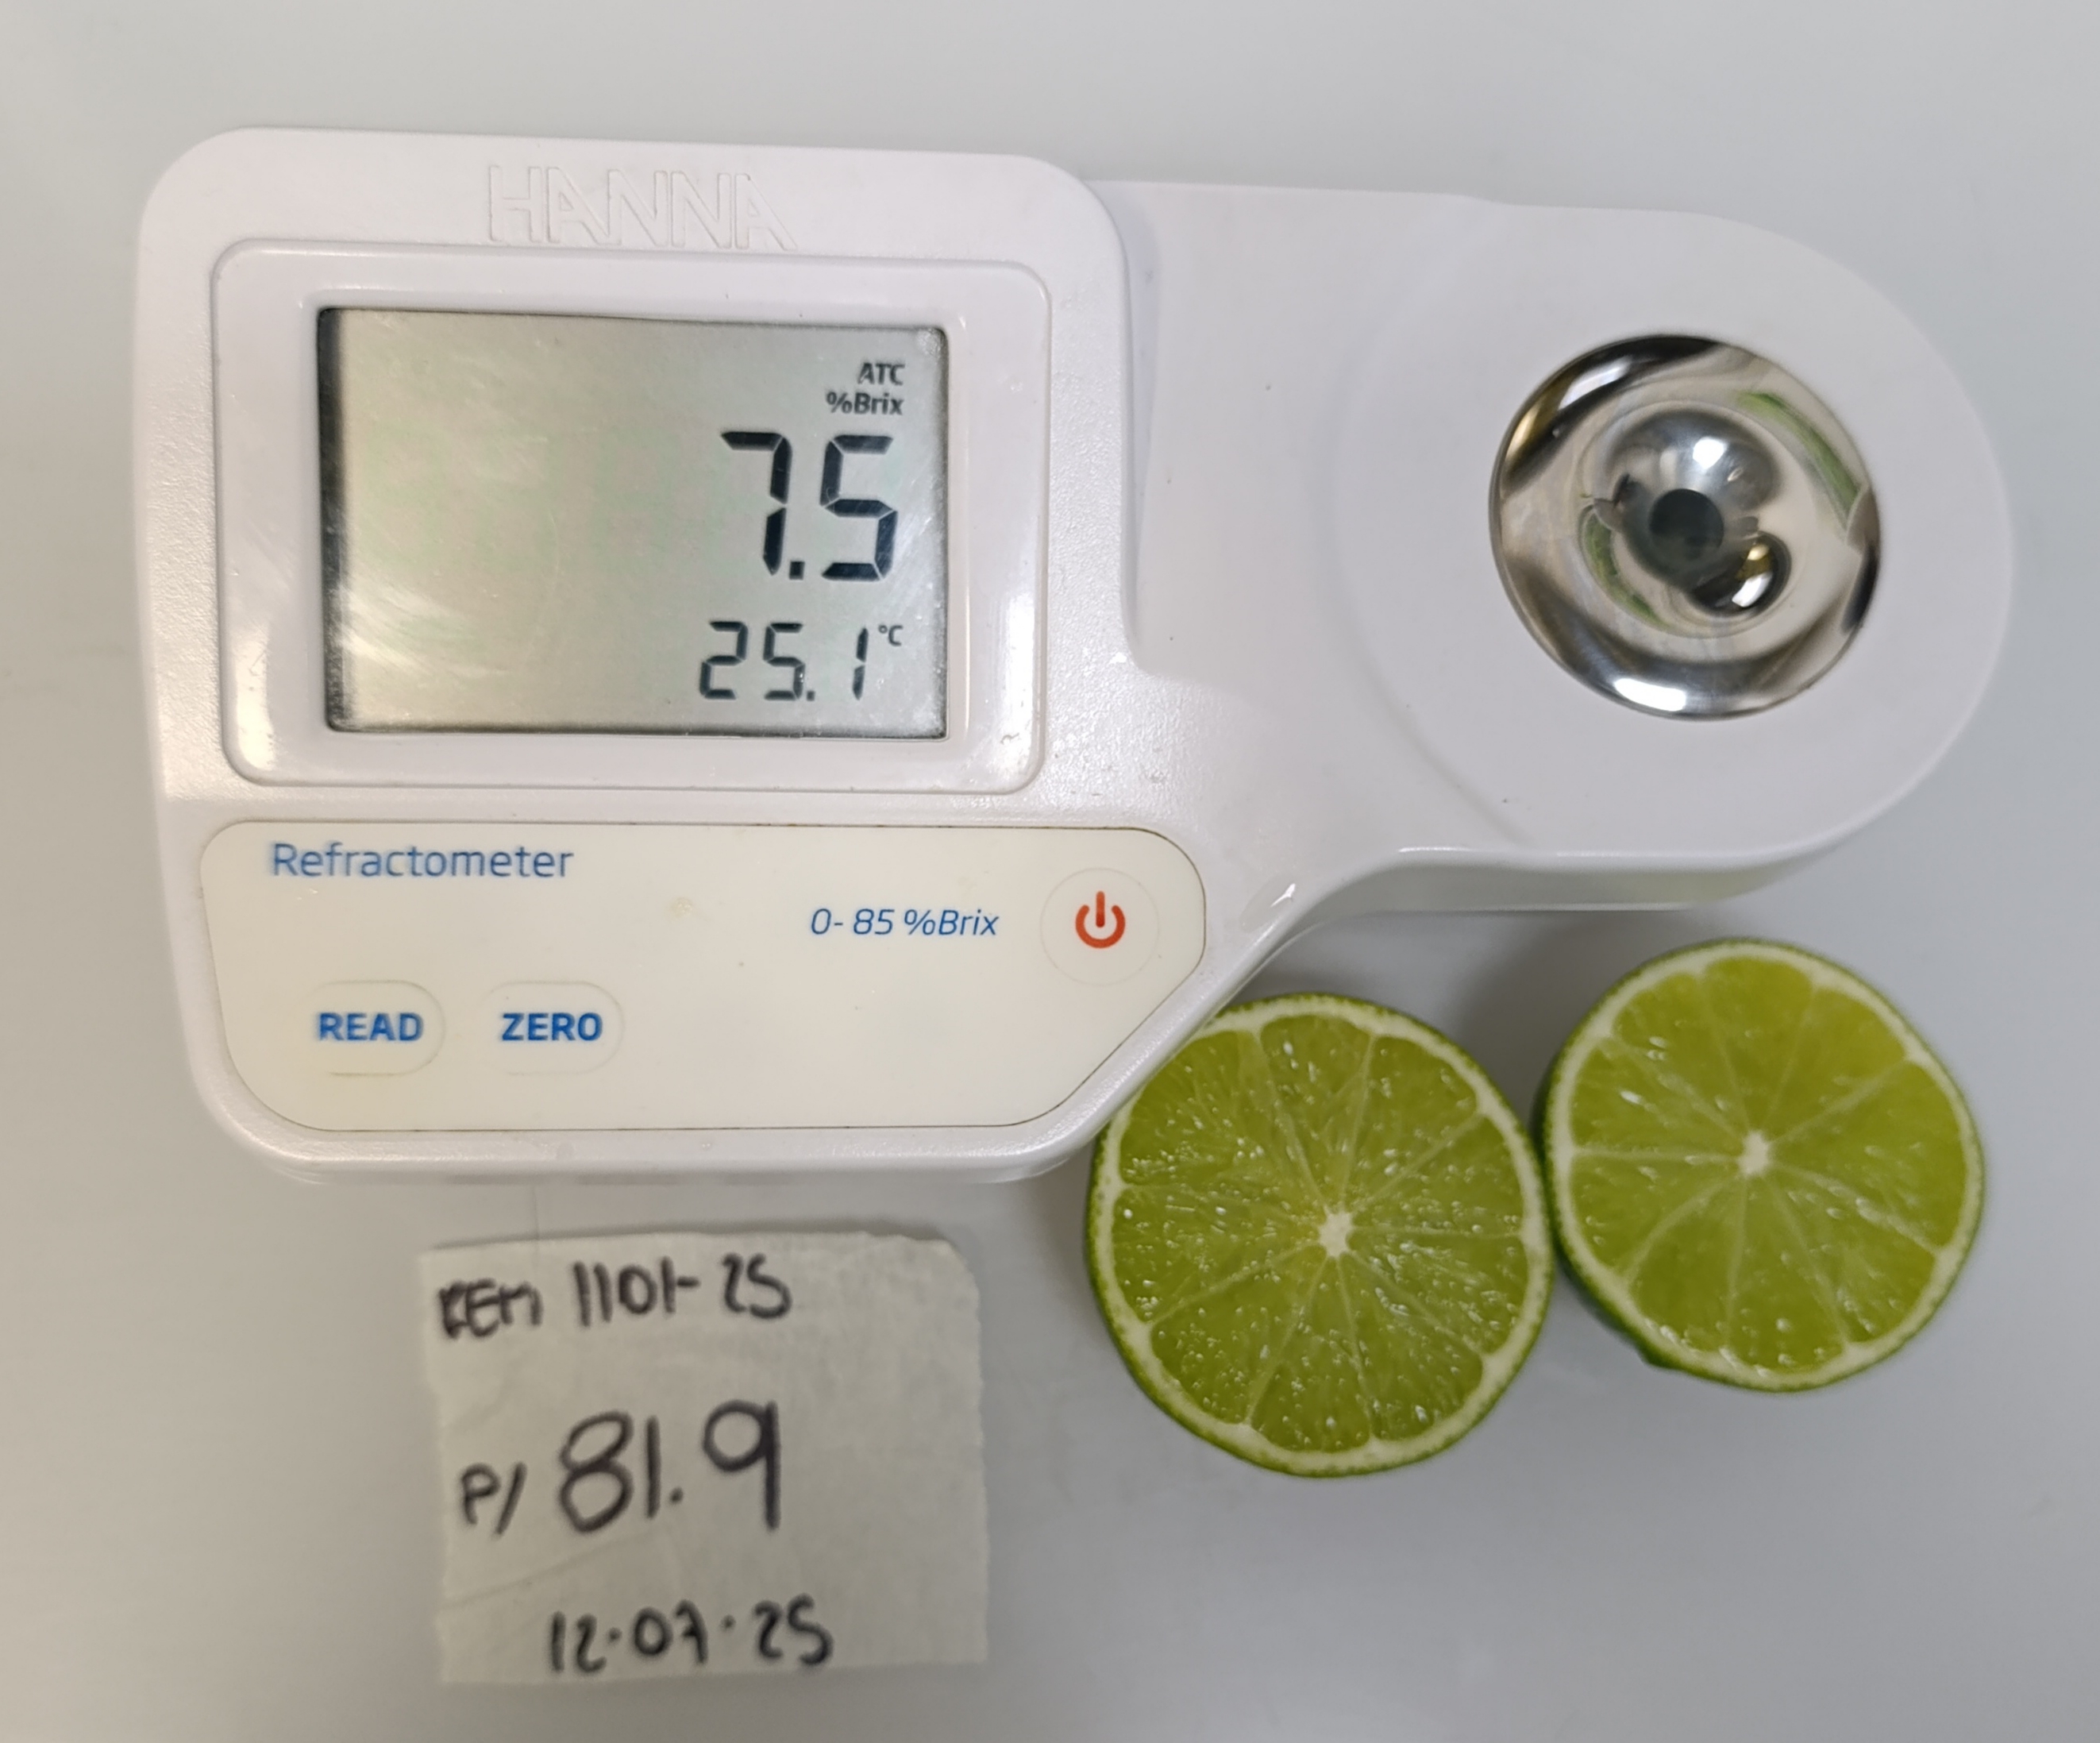 HANNA
ATC
%Brix
7.5
25.1 °C
Refractometer
0-85 %Brix
READ
ZERO
REM 1101-25
P/ 81.9
12.07.25